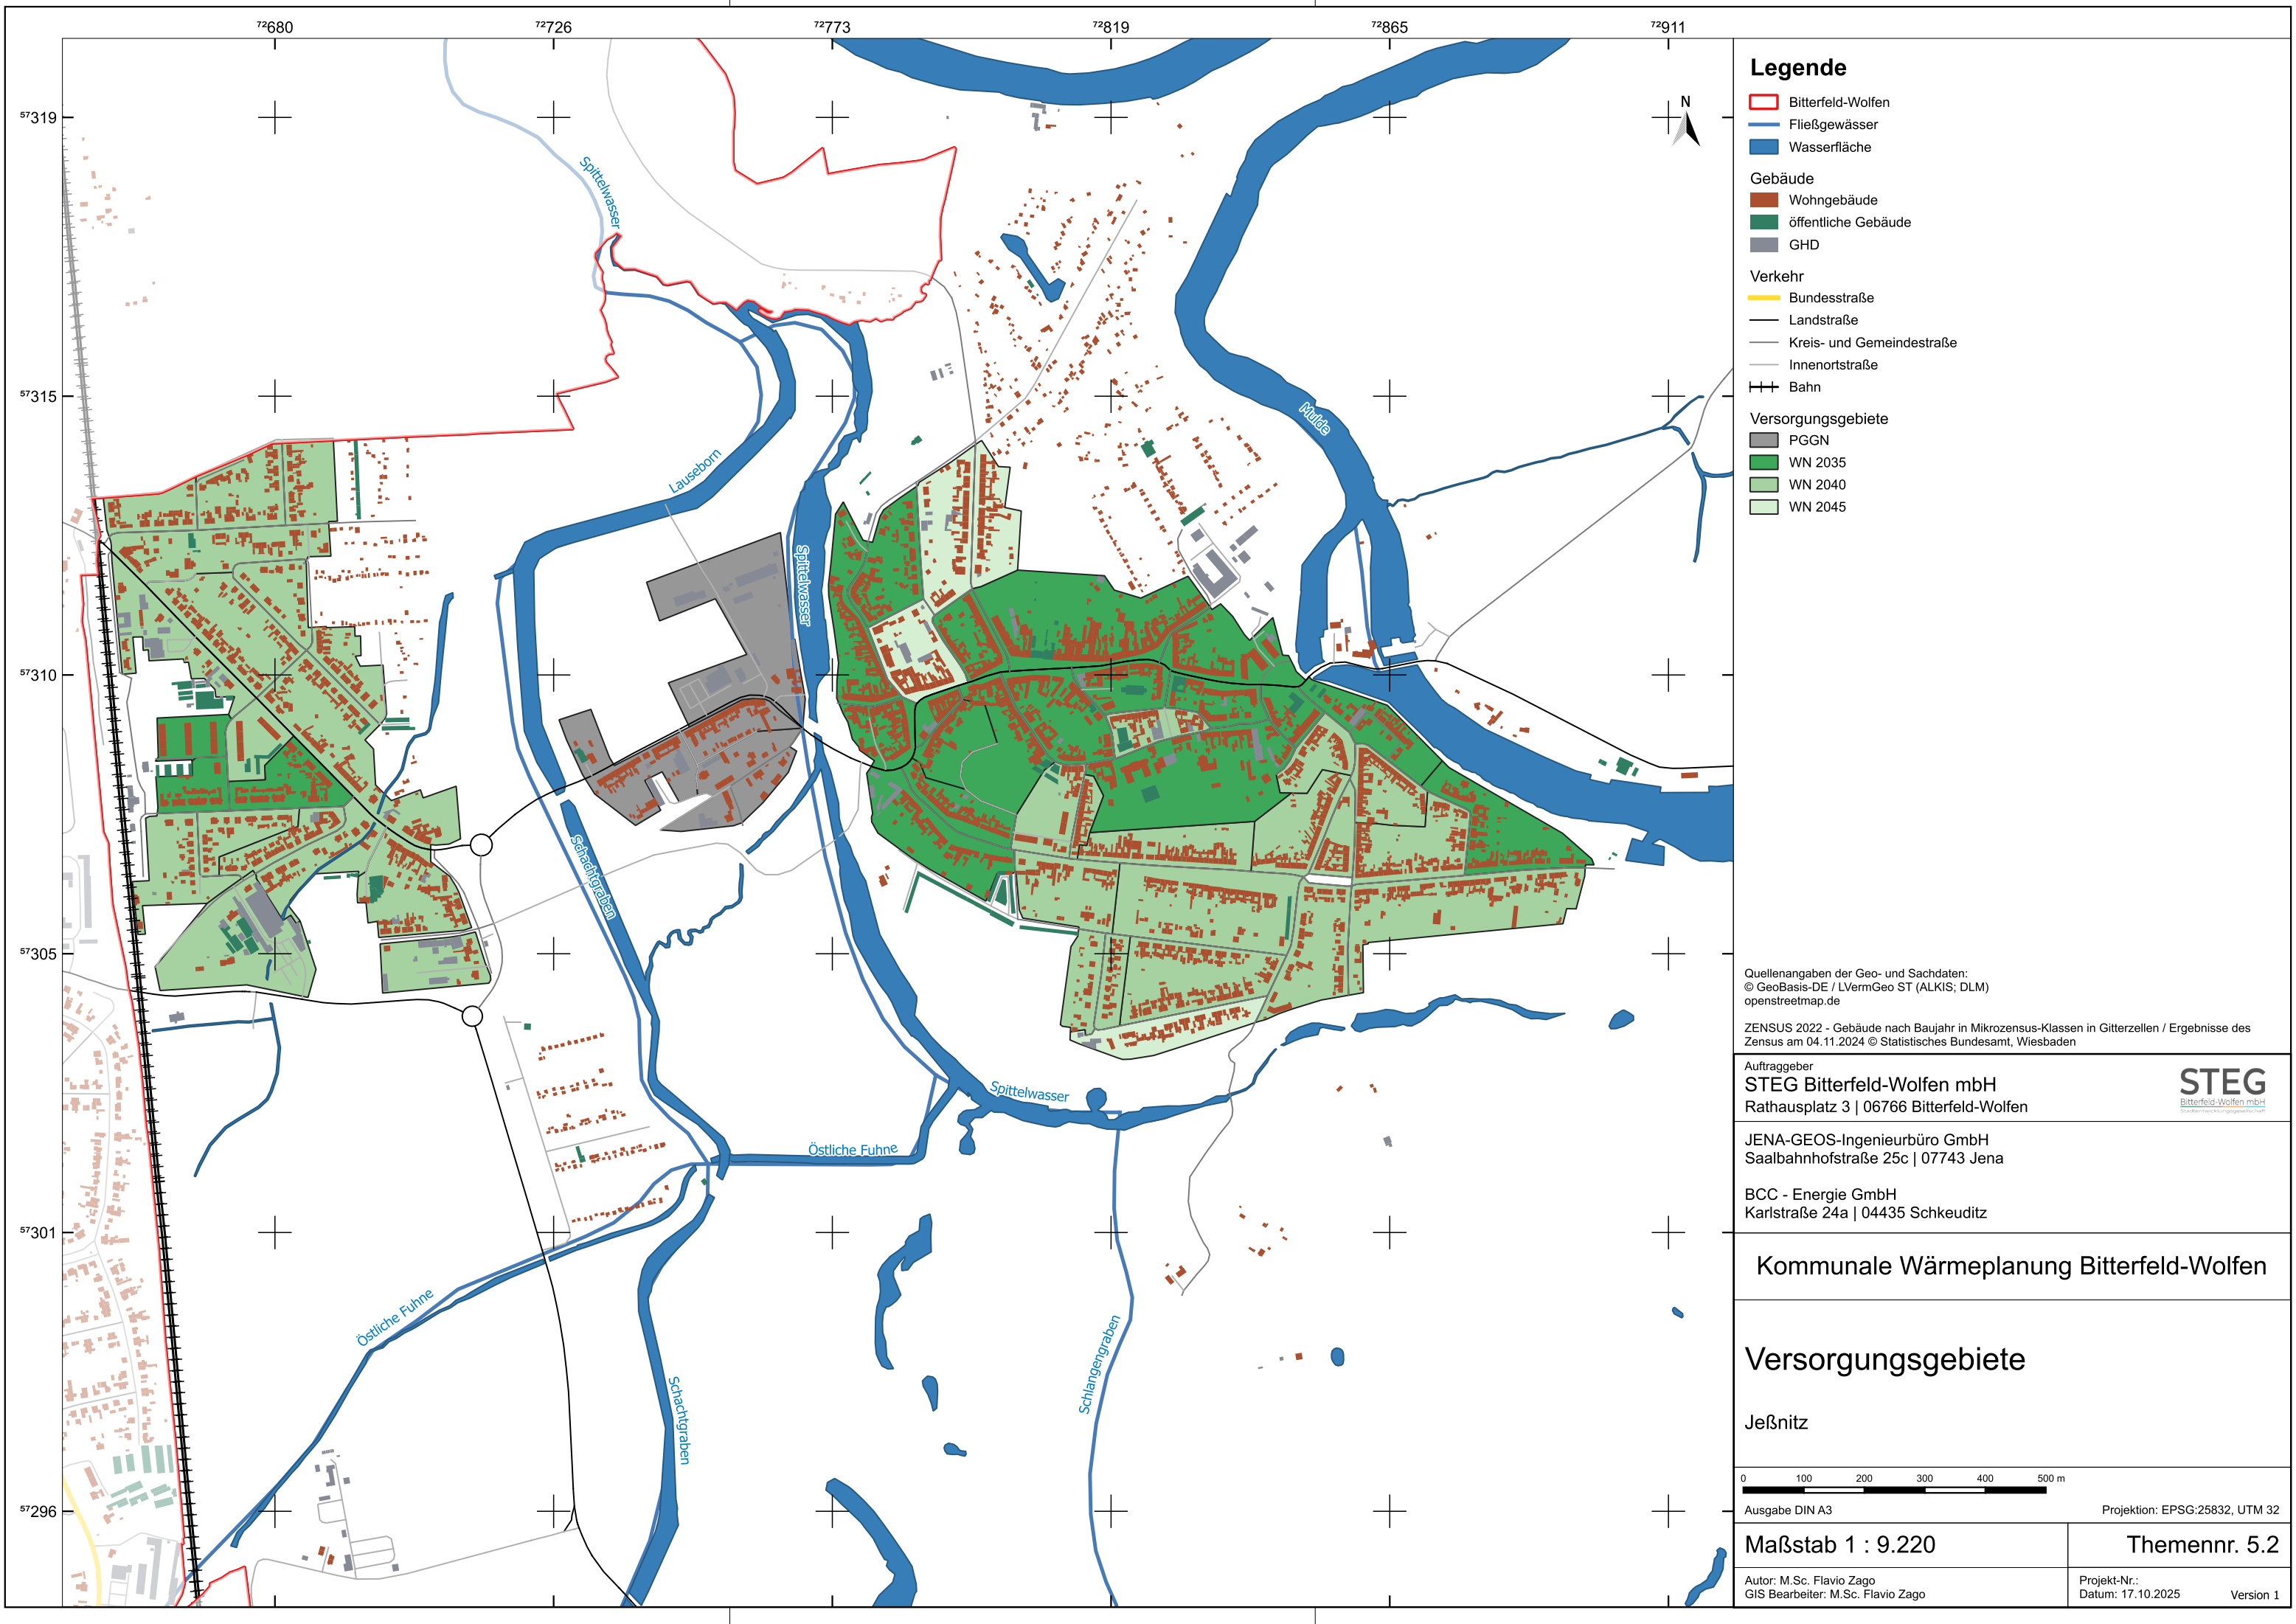 72680 72726 72773 72819 72865 72911
57319
57315
57310
57305
57301
57296
N
Spittelwasser
Lauseborn
Spittelwasser
Mulde
Schachtgraben
Spittelwasser
Östliche Fuhne
Östliche Fuhne
Schachtgraben
Schlangengraben
Legende
Bitterfeld-Wolfen
Fließgewässer
Wasserfläche
Gebäude
Wohngebäude
öffentliche Gebäude
GHD
Verkehr
Bundesstraße
Landstraße
Kreis- und Gemeindestraße
Innenortstraße
Bahn
Versorgungsgebiete
PGGN
WN 2035
WN 2040
WN 2045
Quellenangaben der Geo- und Sachdaten:
© GeoBasis-DE / LVermGeo ST (ALKIS; DLM)
openstreetmap.de
ZENSUS 2022 - Gebäude nach Baujahr in Mikrozensus-Klassen in Gitterzellen / Ergebnisse des
Zensus am 04.11.2024 © Statistisches Bundesamt, Wiesbaden
Auftraggeber
STEG Bitterfeld-Wolfen mbH
Rathausplatz 3 | 06766 Bitterfeld-Wolfen
STEG
Bitterfeld-Wolfen mbH
Stadtentwicklungsgesellschaft
JENA-GEOS-Ingenieurbüro GmbH
Saalbahnhofstraße 25c | 07743 Jena
BCC - Energie GmbH
Karlstraße 24a | 04435 Schkeuditz
Kommunale Wärmeplanung Bitterfeld-Wolfen
Versorgungsgebiete
Jeßnitz
0 100 200 300 400 500 m
Ausgabe DIN A3 Projektion: EPSG:25832, UTM 32
Maßstab 1 : 9.220 Themennr. 5.2
Autor: M.Sc. Flavio Zago Projekt-Nr.:
GIS Bearbeiter: M.Sc. Flavio Zago Datum: 17.10.2025 Version 1